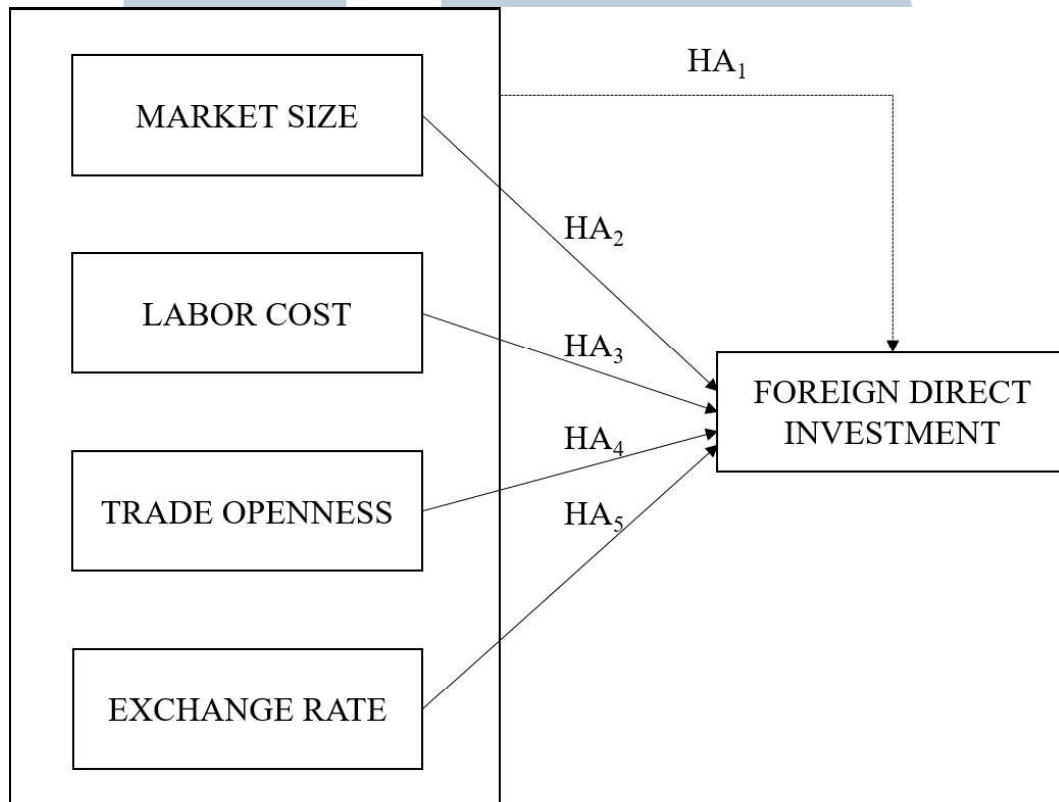 HA₁
MARKET SIZE
HA₂
LABOR COST
HA₃
FOREIGN DIRECT
INVESTMENT
HA₄
TRADE OPENNESS
HA₅
EXCHANGE RATE